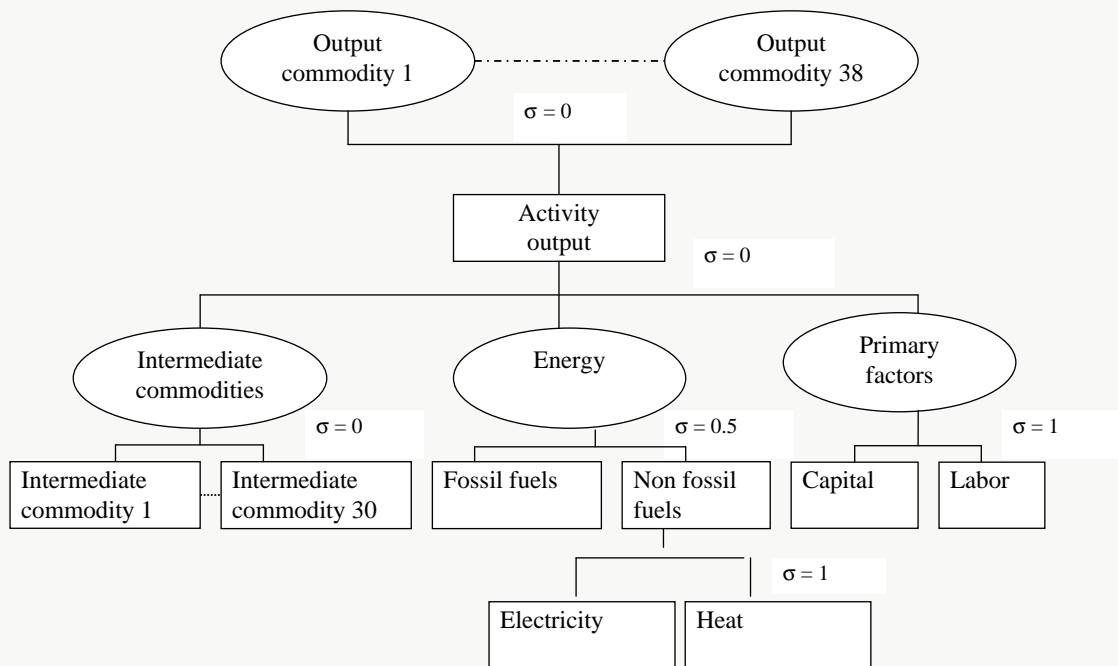 Output
commodity 1
Output
commodity 38
σ = 0
Activity
output
σ = 0
Intermediate
commodities
Energy
Primary
factors
σ = 0
σ = 0.5
σ = 1
Intermediate
commodity 1
Intermediate
commodity 30
Fossil fuels
Non fossil
fuels
Capital
Labor
σ = 1
Electricity
Heat